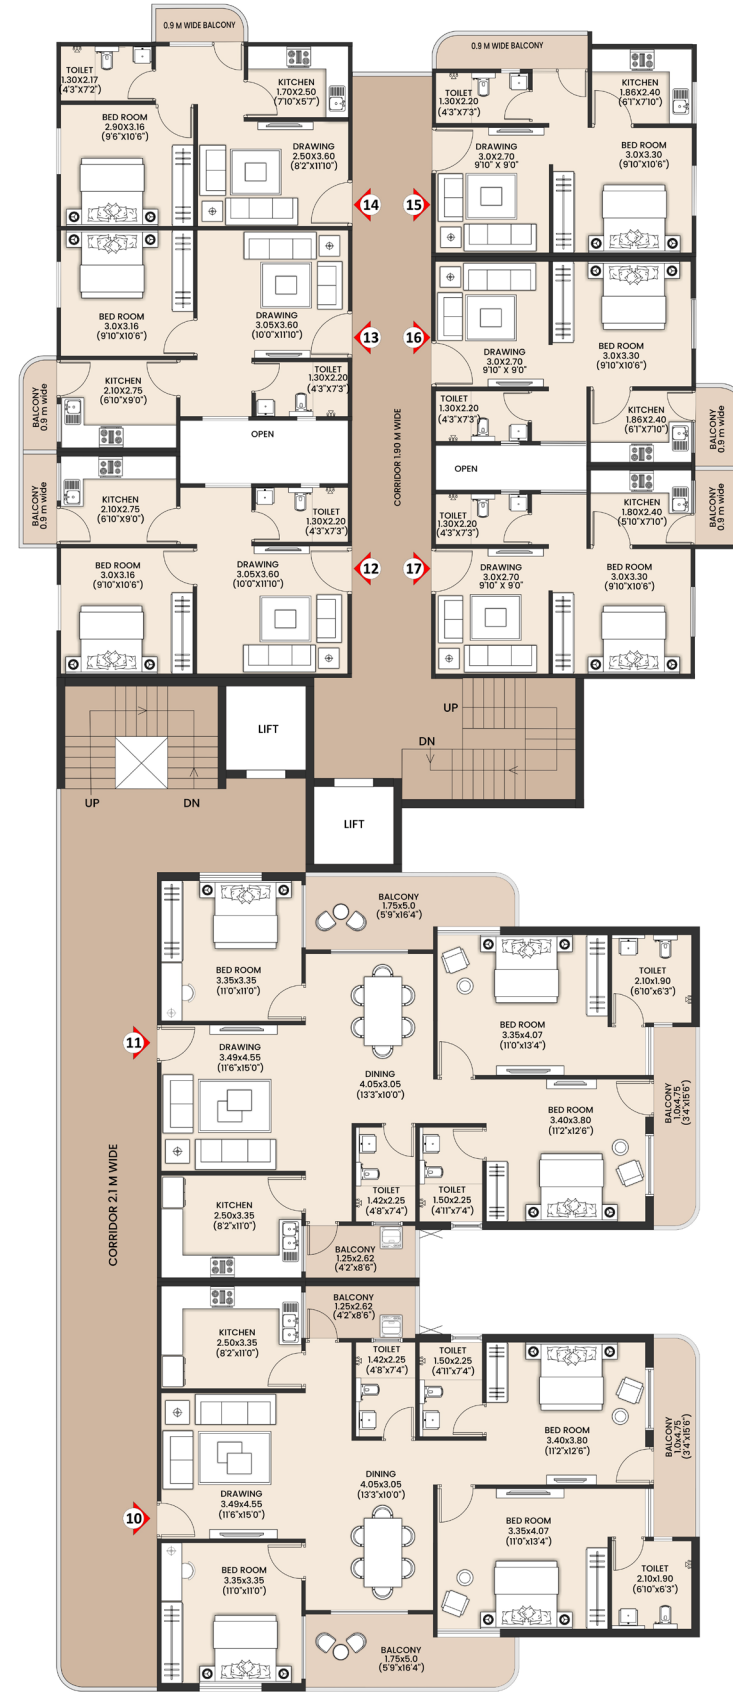 0.9 M WIDE BALCONY
TOILET
1.30X2.17
(4'3"X7'2")
KITCHEN
1.70X2.50
(7'10"X5'7")
BED ROOM
2.90X3.16
(9'6"X10'6")
DRAWING
2.50X3.60
(8'2"X11'10")
14
BED ROOM
3.0X3.16
(9'10"X10'6")
DRAWING
3.05X3.60
(10'0"X11'10")
13
TOILET
1.30X2.20
(4'3"X7'3")
KITCHEN
2.10X2.75
(6'10"X9'0")
BALCONY
0.9 m wide
OPEN
BALCONY
0.9 m wide
KITCHEN
2.10X2.75
(6'10"X9'0")
TOILET
1.30X2.20
(4'3"X7'3")
BED ROOM
3.0X3.16
(9'10"X10'6")
DRAWING
3.05X3.60
(10'0"X11'10")
12
CORRIDOR 1.90 M WIDE
0.9 M WIDE BALCONY
TOILET
1.30X2.20
(4'3"X7'3")
KITCHEN
1.86X2.40
(6'1"X7'10")
DRAWING
3.0X2.70
9'10" X 9'0"
BED ROOM
3.0X3.30
(9'10"X10'6")
15
16
DRAWING
3.0X2.70
9'10" X 9'0"
BED ROOM
3.0X3.30
(9'10"X10'6")
TOILET
1.30X2.20
(4'3"X7'3")
KITCHEN
1.86X2.40
(6'1"X7'10")
BALCONY
0.9 m wide
OPEN
BALCONY
0.9 m wide
TOILET
1.30X2.20
(4'3"X7'3")
KITCHEN
1.80X2.40
(5'10"X7'10")
17
DRAWING
3.0X2.70
9'10" X 9'0"
BED ROOM
3.0X3.30
(9'10"X10'6")
UP
DN
LIFT
UP
DN
LIFT
BALCONY
1.75x5.0
(5'9"x16'4")
BED ROOM
3.35x3.35
(11'0"x11'0")
TOILET
2.10x1.90
(6'10"x6'3")
BED ROOM
3.35x4.07
(11'0"x13'4")
11
DRAWING
3.49x4.55
(11'6"x15'0")
DINING
4.05x3.05
(13'3"x10'0")
BED ROOM
3.40x3.80
(11'2"x12'6")
BALCONY
1.0x4.75
(3'4"x15'6")
TOILET
1.42x2.25
(4'8"x7'4")
TOILET
1.50x2.25
(4'11"x7'4")
KITCHEN
2.50x3.35
(8'2"x11'0")
BALCONY
1.25x2.62
(4'2"x8'6")
CORRIDOR 2.1 M WIDE
BALCONY
1.25x2.62
(4'2"x8'6")
KITCHEN
2.50x3.35
(8'2"x11'0")
TOILET
1.42x2.25
(4'8"x7'4")
TOILET
1.50x2.25
(4'11"x7'4")
BED ROOM
3.40x3.80
(11'2"x12'6")
BALCONY
1.0x4.75
(3'4"x15'6")
DINING
4.05x3.05
(13'3"x10'0")
DRAWING
3.49x4.55
(11'6"x15'0")
10
BED ROOM
3.35x4.07
(11'0"x13'4")
BED ROOM
3.35x3.35
(11'0"x11'0")
TOILET
2.10x1.90
(6'10"x6'3")
BALCONY
1.75x5.0
(5'9"x16'4")